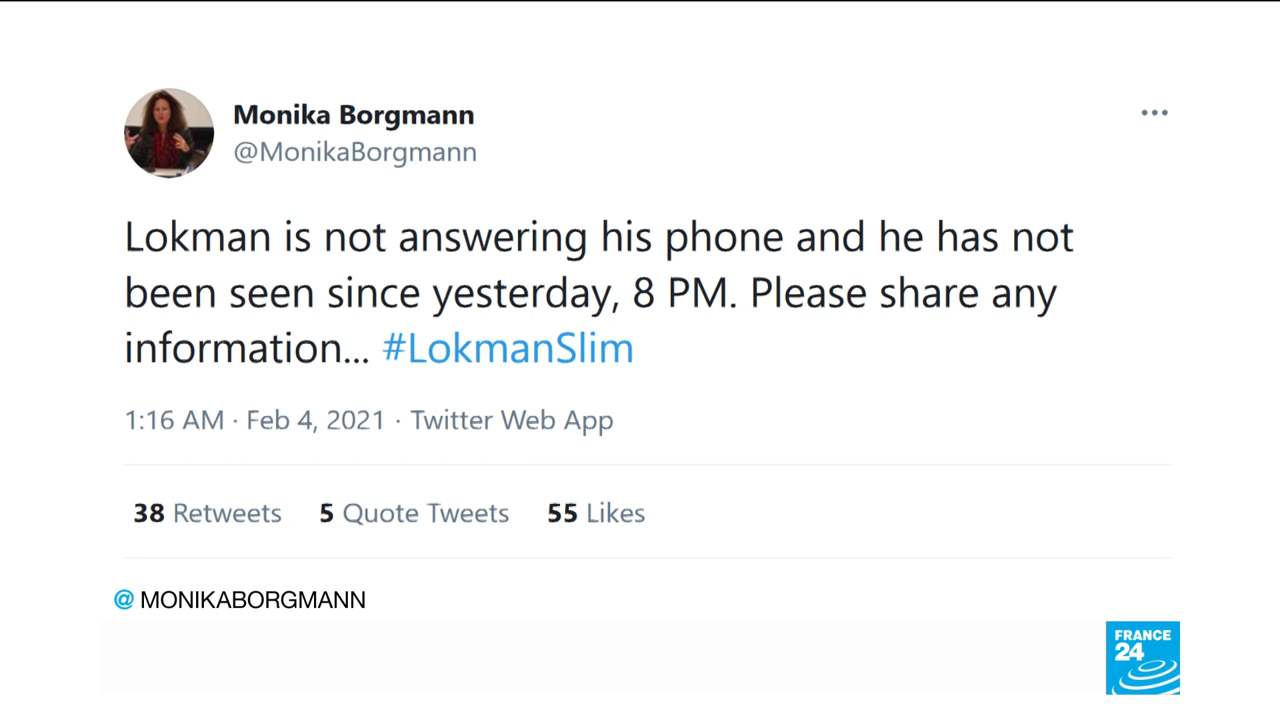 Monika Borgmann
@MonikaBorgmann
Lokman is not answering his phone and he has not
been seen since yesterday, 8 PM. Please share any
information... #LokmanSlim
1:16 AM · Feb 4, 2021 · Twitter Web App
38 Retweets 5 Quote Tweets 55 Likes
@ MONIKABORGMANN
FRANCE
24